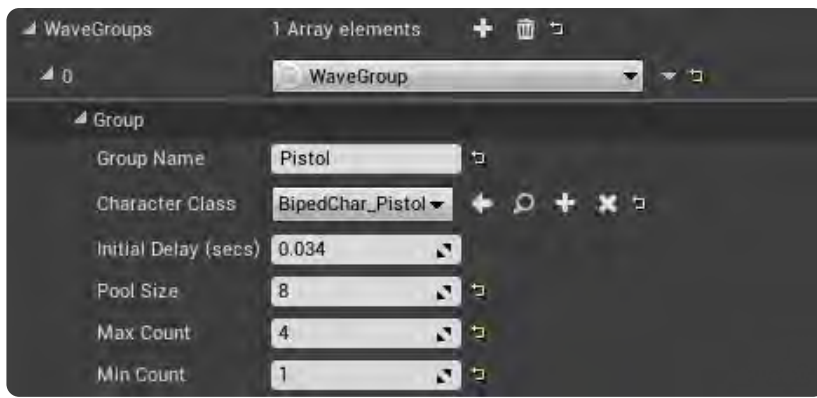 WaveGroups 1 Array elements
0 WaveGroup
Group
Group Name Pistol
Character Class BipedChar_Pistol
Initial Delay (secs) 0.034
Pool Size 8
Max Count 4
Min Count 1